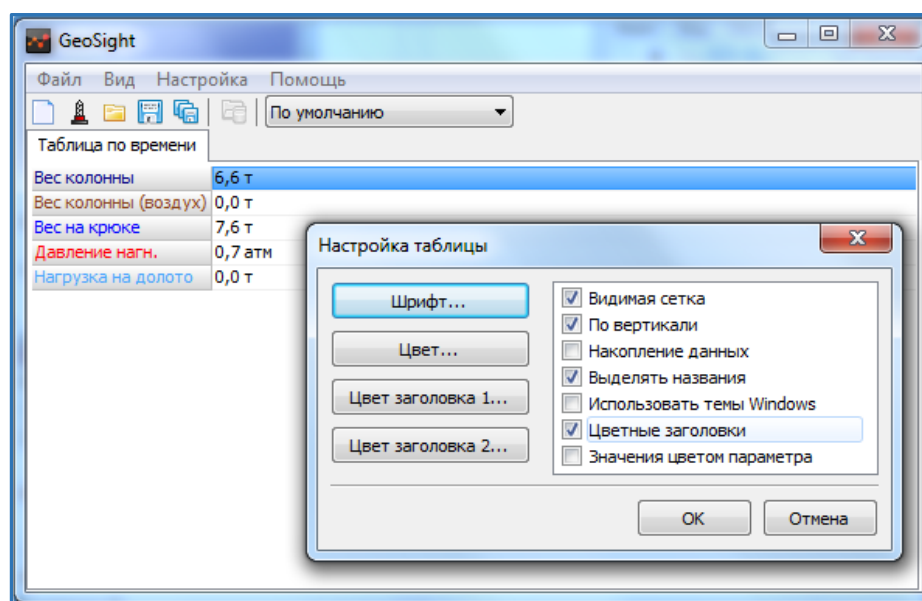 GeoSight
Файл Вид Настройка Помощь
По умолчанию
Таблица по времени
Вес колонны 6,6 т
Вес колонны (воздух) 0,0 т
Вес на крюке 7,6 т
Давление нагн. 0,7 атм
Нагрузка на долото 0,0 т
Настройка таблицы
Шрифт...
Цвет...
Цвет заголовка 1...
Цвет заголовка 2...
Видимая сетка
По вертикали
Накопление данных
Выделять названия
Использовать темы Windows
Цветные заголовки
Значения цветом параметра
OK Отмена